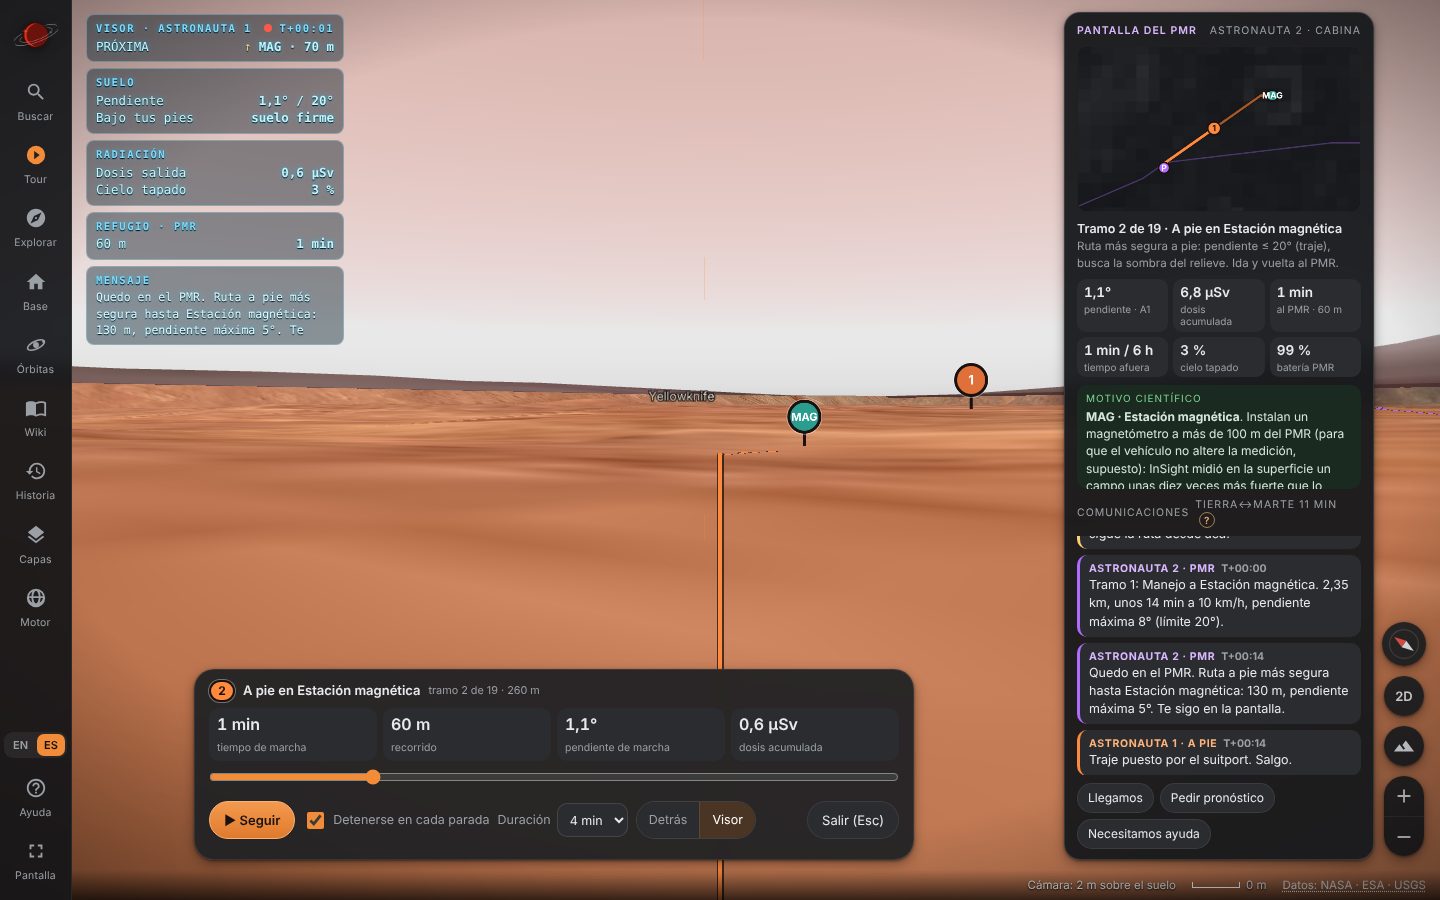 Buscar
Tour
Explorar
Base
Órbitas
Wiki
Historia
Capas
Motor
EN ES
Ayuda
Pantalla
VISOR · ASTRONAUTA 1 T+00:01
PRÓXIMA ↑ MAG · 70 m
SUELO
Pendiente 1,1° / 20°
Bajo tus pies suelo firme
RADIACIÓN
Dosis salida 0,6 µSv
Cielo tapado 3 %
REFUGIO · PMR
60 m 1 min
MENSAJE
Quedo en el PMR. Ruta a pie más
segura hasta Estación magnética:
130 m, pendiente máxima 5°. Te
Yellowknife
MAG
1
2 A pie en Estación magnética tramo 2 de 19 · 260 m
1 min
tiempo de marcha
60 m
recorrido
1,1°
pendiente de marcha
0,6 µSv
dosis acumulada
▶ Seguir
Detenerse en cada parada
Duración
4 min
Detrás
Visor
Salir (Esc)
PANTALLA DEL PMR ASTRONAUTA 2 · CABINA
MAG
1
P
Tramo 2 de 19 · A pie en Estación magnética
Ruta más segura a pie: pendiente ≤ 20° (traje),
busca la sombra del relieve. Ida y vuelta al PMR.
1,1°
pendiente · A1
6,8 µSv
dosis
acumulada
1 min
al PMR · 60 m
1 min / 6 h
tiempo afuera
3 %
cielo tapado
99 %
batería PMR
MOTIVO CIENTÍFICO
MAG · Estación magnética. Instalan un
magnetómetro a más de 100 m del PMR (para
que el vehículo no altere la medición,
supuesto): InSight midió en la superficie un
campo unas diez veces más fuerte que lo
COMUNICACIONES TIERRA↔MARTE 11 MIN
?
ASTRONAUTA 2 · PMR T+00:00
Tramo 1: Manejo a Estación magnética. 2,35
km, unos 14 min a 10 km/h, pendiente
máxima 8° (límite 20°).
ASTRONAUTA 2 · PMR T+00:14
Quedo en el PMR. Ruta a pie más segura
hasta Estación magnética: 130 m, pendiente
máxima 5°. Te sigo en la pantalla.
ASTRONAUTA 1 · A PIE T+00:14
Traje puesto por el suitport. Salgo.
Llegamos
Pedir pronóstico
Necesitamos ayuda
2D
+
−
Cámara: 2 m sobre el suelo 0 m Datos: NASA · ESA · USGS